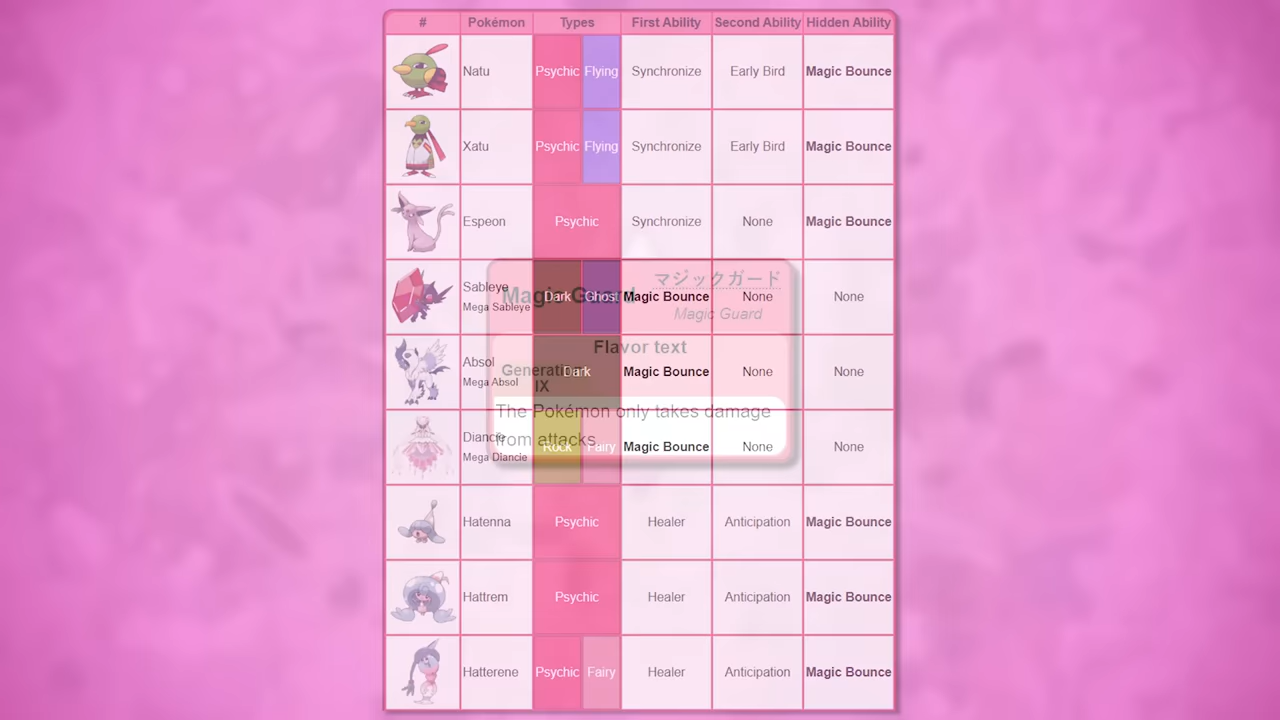 # Pokémon Types First Ability Second Ability Hidden Ability
Natu Psychic Flying Synchronize Early Bird Magic Bounce
Xatu Psychic Flying Synchronize Early Bird Magic Bounce
Espeon Psychic Synchronize None Magic Bounce
Sableye
Mega Sableye
Dark Ghost Magic Bounce None None
Absol
Mega Absol
Dark Magic Bounce None None
Diancie
Mega Diancie
Rock Fairy Magic Bounce None None
Hatenna Psychic Healer Anticipation Magic Bounce
Hattrem Psychic Healer Anticipation Magic Bounce
Hatterene Psychic Fairy Healer Anticipation Magic Bounce
Magic Guard
マジックガード
Magic Guard
Flavor text
Generation
IX
The Pokémon only takes damage
from attacks